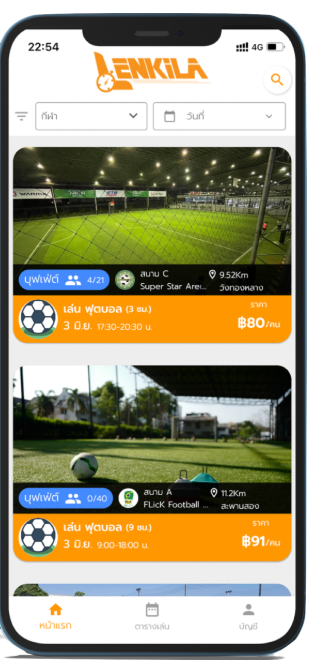 22:54
4G
LENKiLA
กีฬา
วันที่
บุฟเฟ่ต์ 4/21
สนาม C
Super Star Are...
9.52Km
วังทองหลาง
เล่น ฟุตบอล (3 ชม.)
3 มิ.ย. 17:30-20:30 น.
ราคา
฿80/คน
บุฟเฟ่ต์ 0/40
สนาม A
FLicK Football ...
11.2Km
สะพานสอง
เล่น ฟุตบอล (9 ชม.)
3 มิ.ย. 9:00-18:00 น.
ราคา
฿91/คน
หน้าแรก
ตารางเล่น
บัญชี